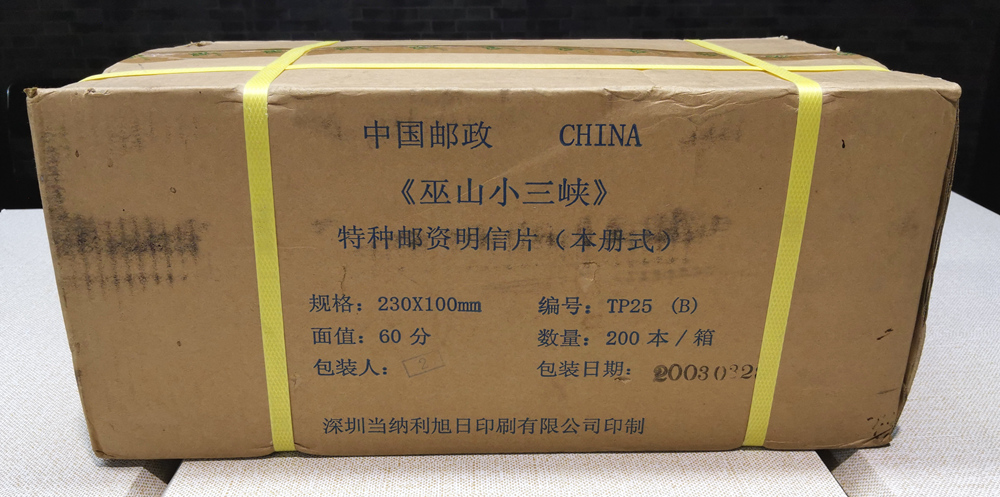 中国邮政 CHINA
《巫山小三峡》
特种邮资明信片（本册式）
规格：230X100mm 编号：TP25 (B)
面值：60 分 数量：200 本／箱
包装人：2 包装日期：
深圳当纳利旭日印刷有限公司印制